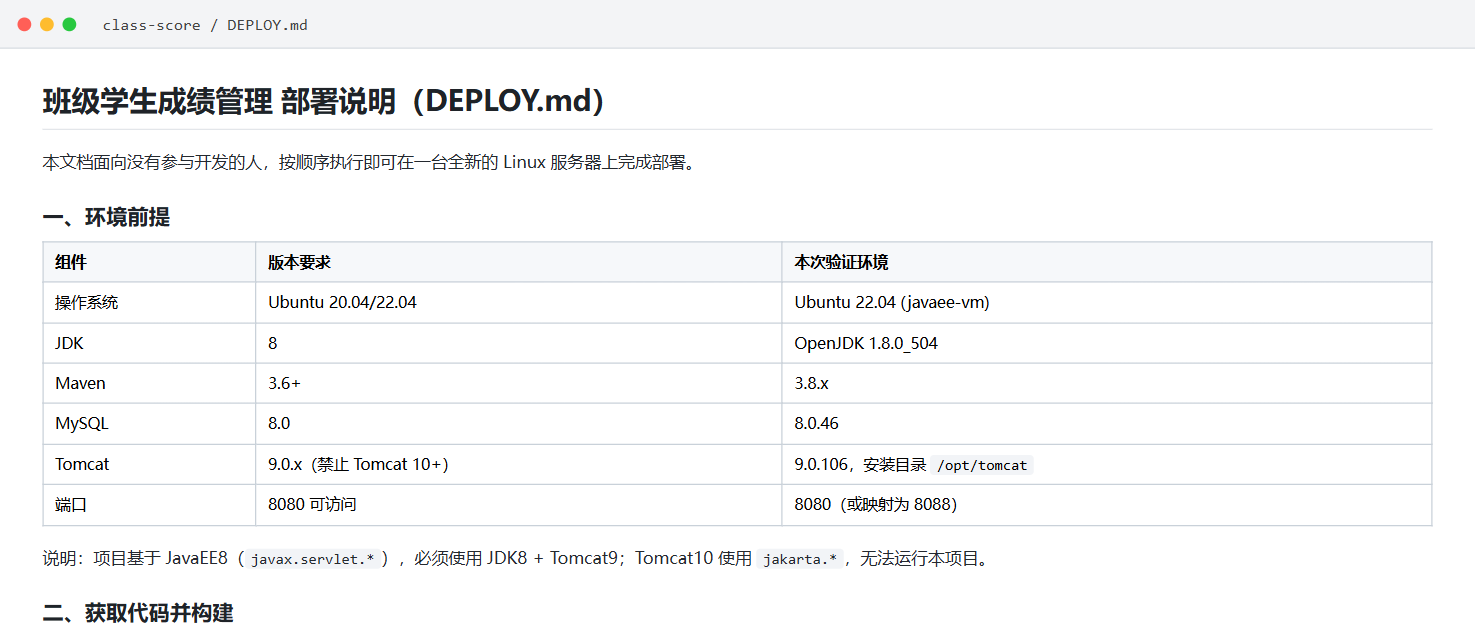 class-score / DEPLOY.md
班级学生成绩管理 部署说明（DEPLOY.md）
本文档面向没有参与开发的人，按顺序执行即可在一台全新的 Linux 服务器上完成部署。
一、环境前提
组件 版本要求 本次验证环境
操作系统 Ubuntu 20.04/22.04 Ubuntu 22.04 (javaee-vm)
JDK 8 OpenJDK 1.8.0_504
Maven 3.6+ 3.8.x
MySQL 8.0 8.0.46
Tomcat 9.0.x（禁止 Tomcat 10+） 9.0.106，安装目录 /opt/tomcat
端口 8080 可访问 8080（或映射为 8088）
说明：项目基于 JavaEE8（ javax.servlet.* ），必须使用 JDK8 + Tomcat9；Tomcat10 使用 jakarta.* ，无法运行本项目。
二、获取代码并构建